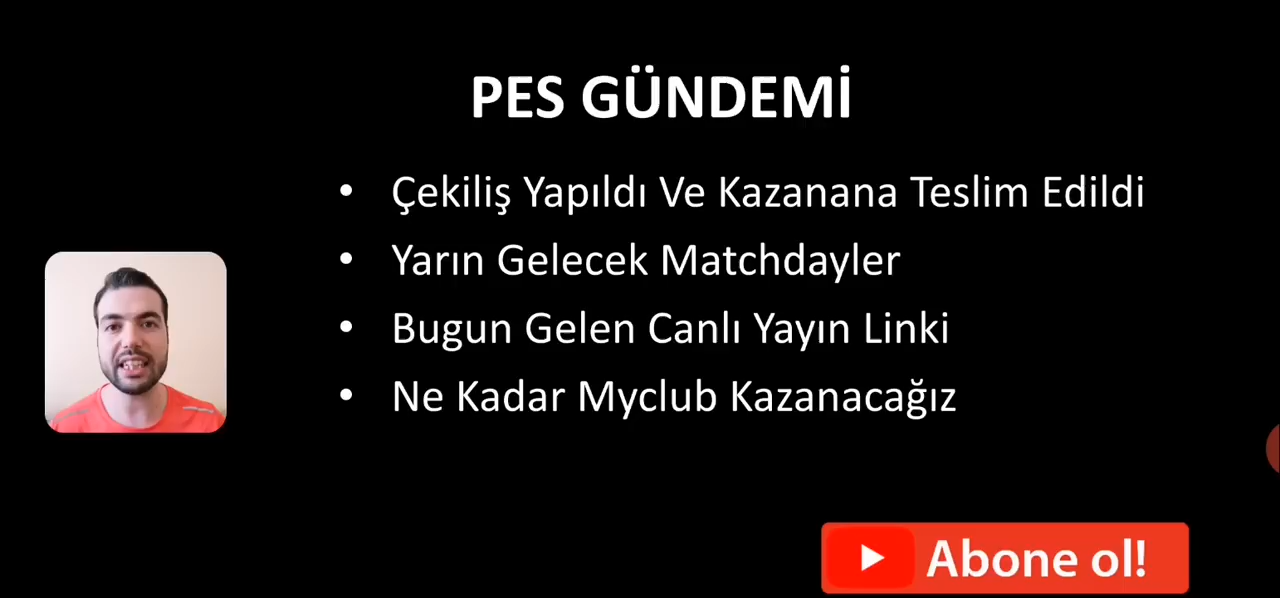 PES GÜNDEMİ
• Çekiliş Yapıldı Ve Kazanana Teslim Edildi
• Yarın Gelecek Matchdayler
• Bugun Gelen Canlı Yayın Linki
• Ne Kadar Myclub Kazanacağız
Abone ol!